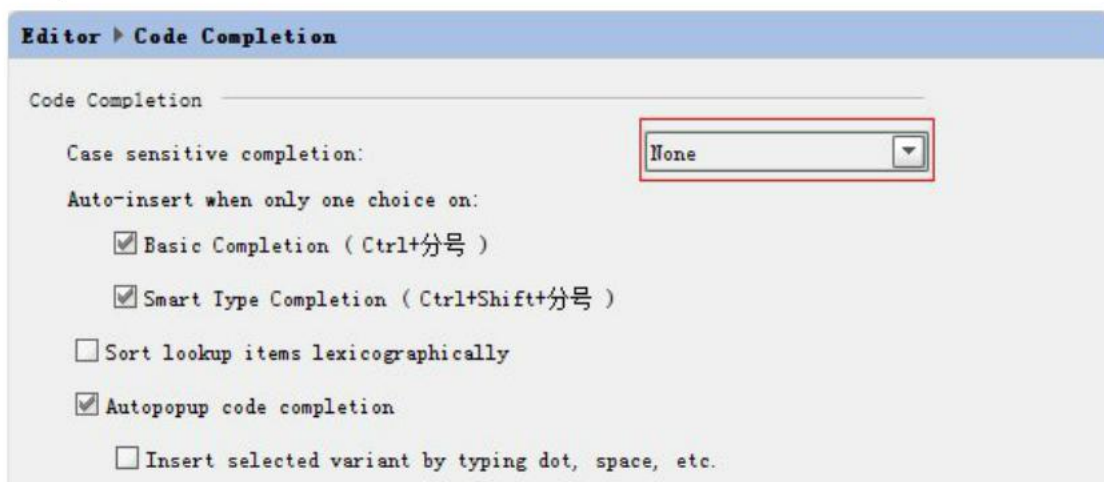 Editor ▸ Code Completion
Code Completion
Case sensitive completion: None
Auto-insert when only one choice on:
Basic Completion ( Ctrl+分号 )
Smart Type Completion ( Ctrl+Shift+分号 )
Sort lookup items lexicographically
Autopopup code completion
Insert selected variant by typing dot, space, etc.